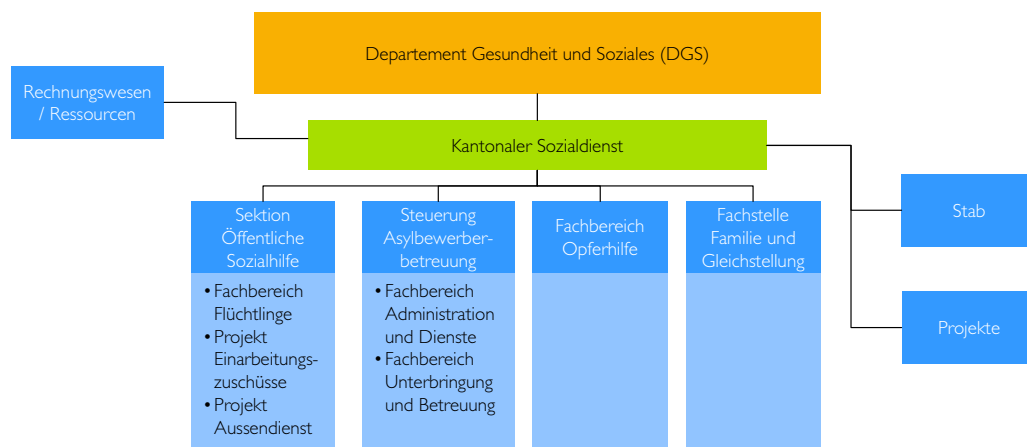 Departement Gesundheit und Soziales (DGS)
Rechnungswesen
/ Ressourcen
Kantonaler Sozialdienst
Stab
Projekte
Sektion
Öffentliche
Sozialhilfe
• Fachbereich
Flüchtlinge
• Projekt
Einarbeitungs-
zuschüsse
• Projekt
Aussendienst
Steuerung
Asylbewerber-
betreuung
• Fachbereich
Administration
und Dienste
• Fachbereich
Unterbringung
und Betreuung
Fachbereich
Opferhilfe
Fachstelle
Familie und
Gleichstellung